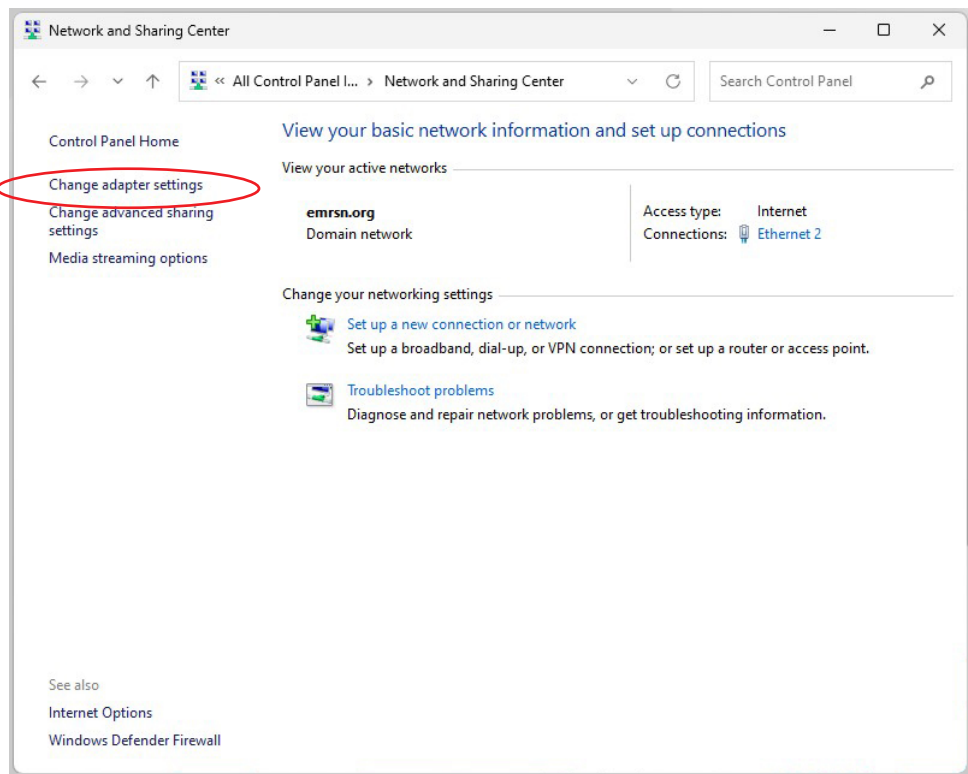 Network and Sharing Center
« All Control Panel I... › Network and Sharing Center
Search Control Panel
Control Panel Home
Change adapter settings
Change advanced sharing
settings
Media streaming options
View your basic network information and set up connections
View your active networks
emrsn.org
Domain network
Access type: Internet
Connections: Ethernet 2
Change your networking settings
Set up a new connection or network
Set up a broadband, dial-up, or VPN connection; or set up a router or access point.
Troubleshoot problems
Diagnose and repair network problems, or get troubleshooting information.
See also
Internet Options
Windows Defender Firewall